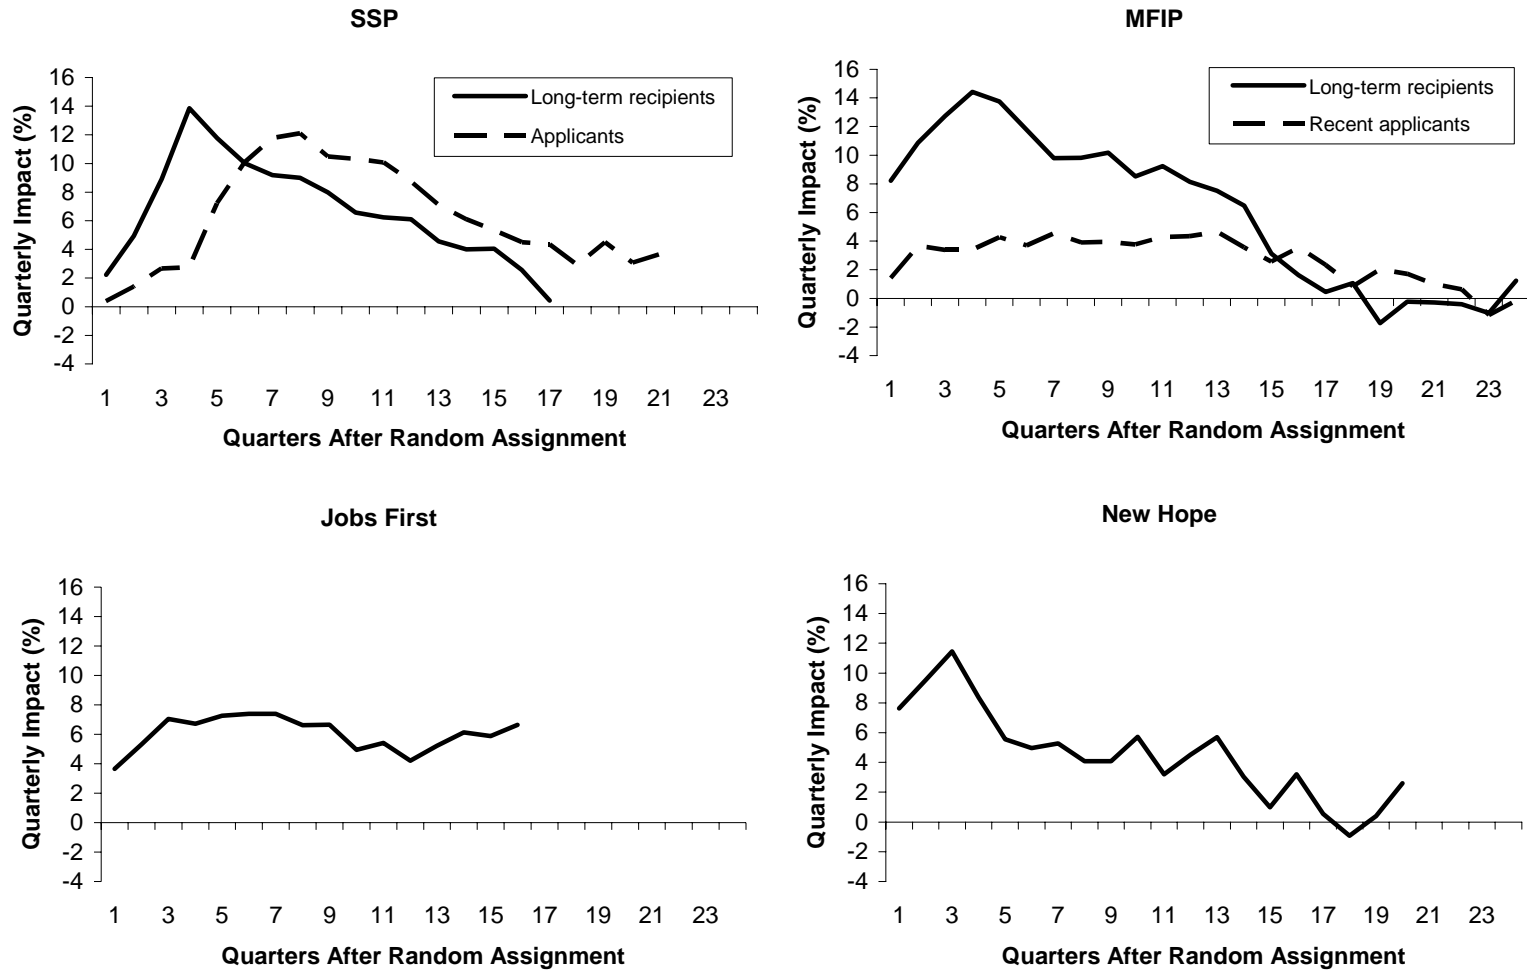 SSP
16
14
12
10
8
6
4
2
0
-2
-4
Quarterly Impact (%)
Long-term recipients
Applicants
1 3 5 7 9 11 13 15 17 19 21 23
Quarters After Random Assignment
MFIP
16
14
12
10
8
6
4
2
0
-2
-4
Quarterly Impact (%)
Long-term recipients
Recent applicants
1 3 5 7 9 11 13 15 17 19 21 23
Quarters After Random Assignment
Jobs First
16
14
12
10
8
6
4
2
0
-2
-4
Quarterly Impact (%)
1 3 5 7 9 11 13 15 17 19 21 23
Quarters After Random Assignment
New Hope
16
14
12
10
8
6
4
2
0
-2
-4
Quarterly Impact (%)
1 3 5 7 9 11 13 15 17 19 21 23
Quarters After Random Assignment